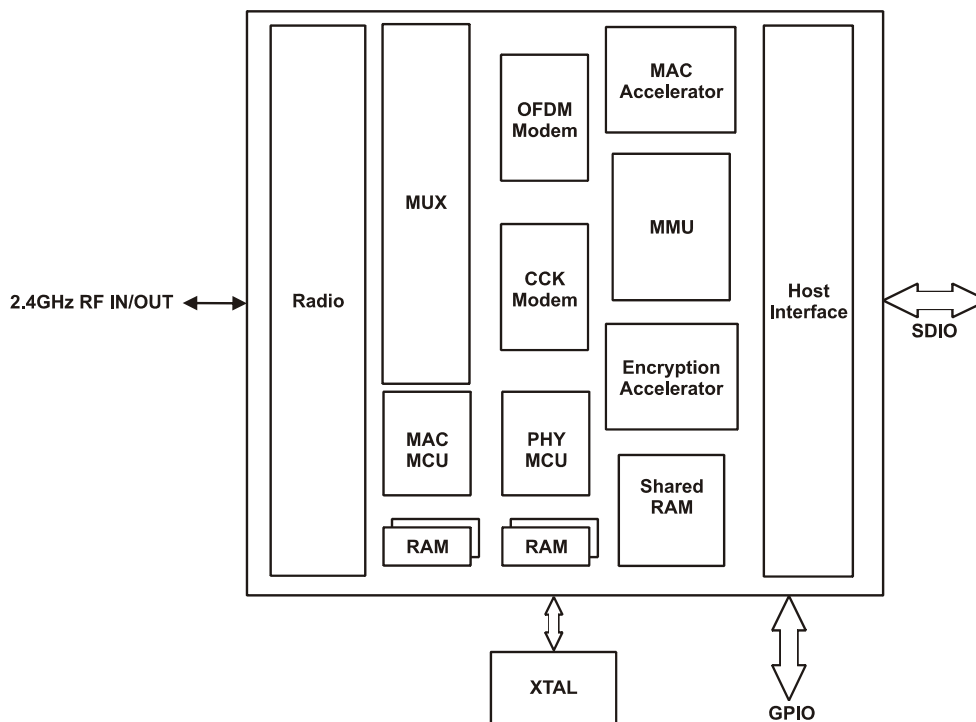 MAC
Accelerator
OFDM
Modem
MUX
MMU
CCK
Modem
2.4GHz RF IN/OUT
Radio
Host
Interface
SDIO
Encryption
Accelerator
MAC
MCU
PHY
MCU
Shared
RAM
RAM
RAM
XTAL
GPIO